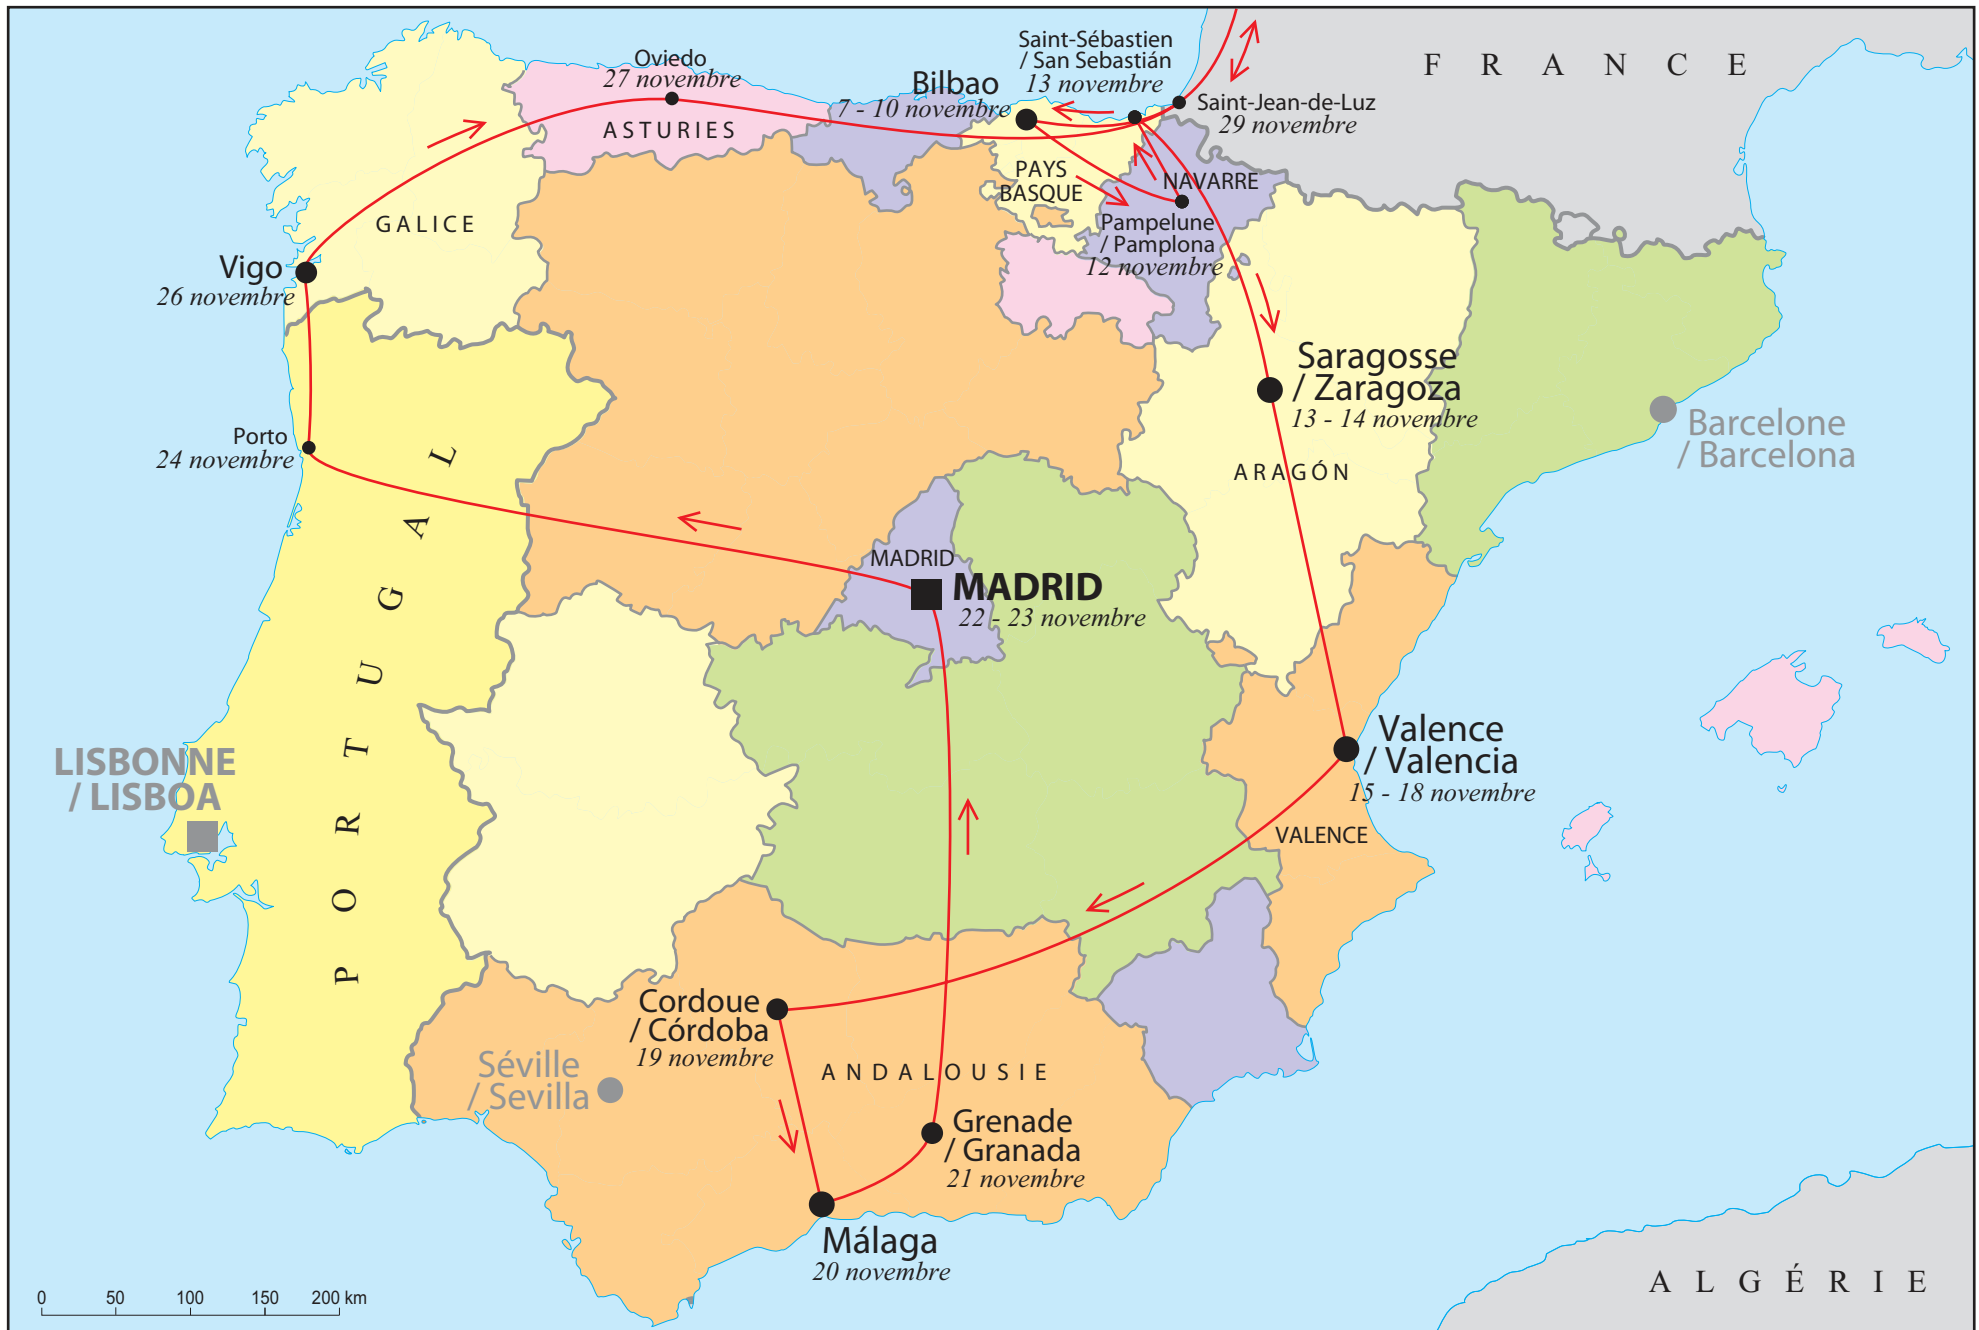 FRANCE
Oviedo
27 novembre
ASTURIES
Bilbao
7 - 10 novembre
Saint-Sébastien
/ San Sebastián
13 novembre
Saint-Jean-de-Luz
29 novembre
PAYS
BASQUE
NAVARRE
Pampelune
/ Pamplona
12 novembre
GALICE
Vigo
26 novembre
Saragosse
/ Zaragoza
13 - 14 novembre
ARAGÓN
Barcelone
/ Barcelona
Porto
24 novembre
PORTUGAL
MADRID
MADRID
22 - 23 novembre
LISBONNE
/ LISBOA
Valence
/ Valencia
15 - 18 novembre
VALENCE
Cordoue
/ Córdoba
19 novembre
Séville
/ Sevilla
ANDALOUSIE
Grenade
/ Granada
21 novembre
Málaga
20 novembre
ALGÉRIE
0 50 100 150 200 km